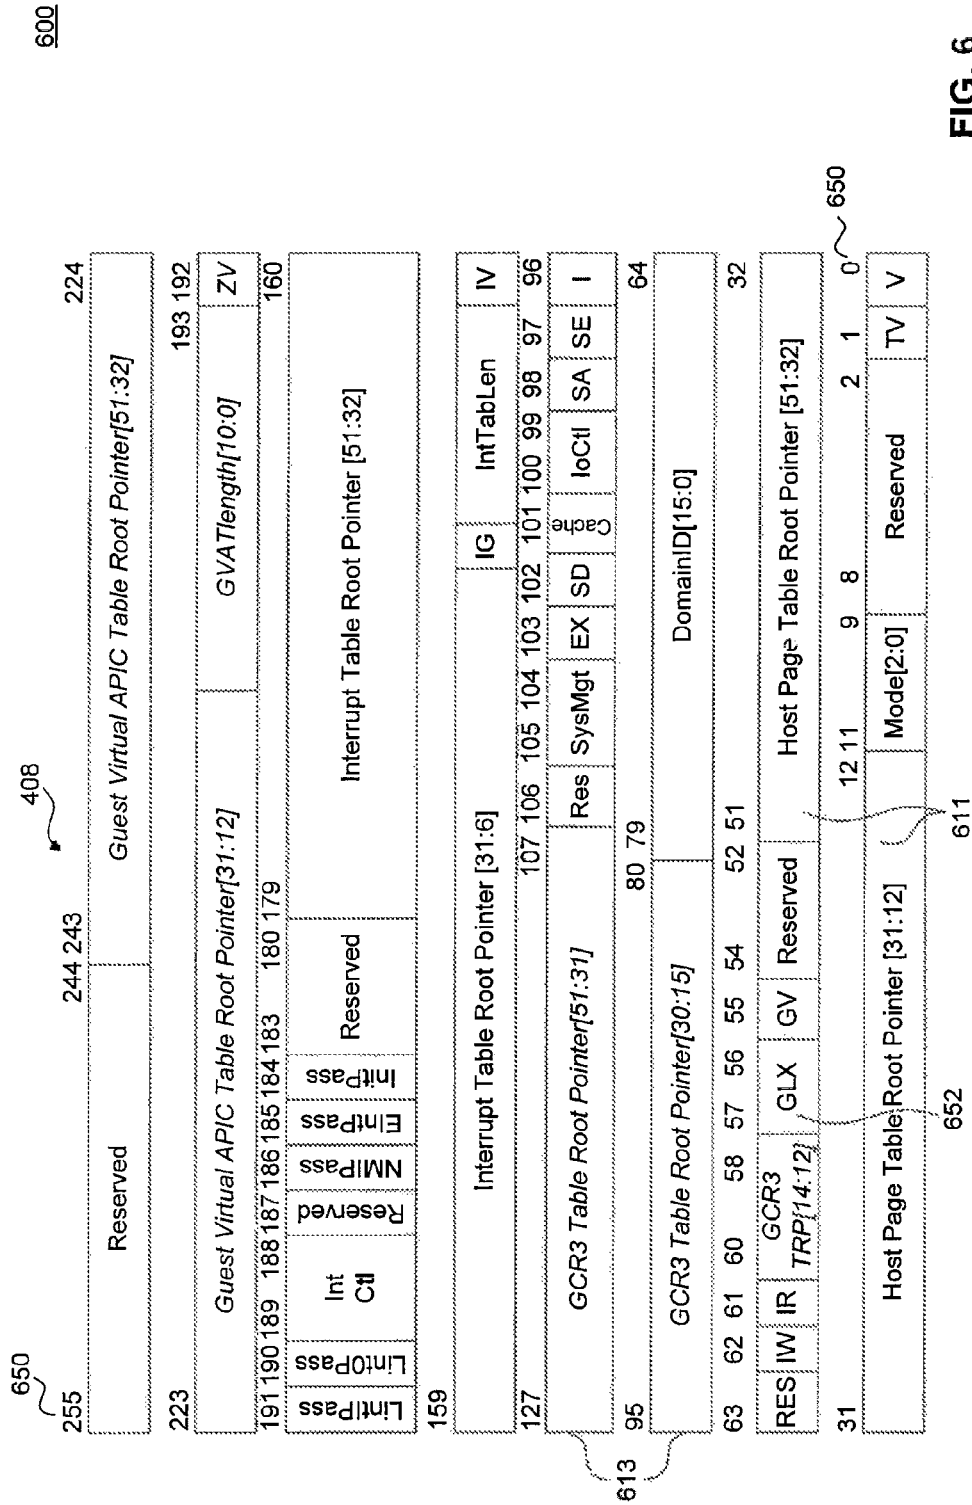 600
408
650
255 244 243 224
Reserved Guest Virtual APIC Table Root Pointer[51:32]
223 193 192
Guest Virtual APIC Table Root Pointer[31:12] GVATlength[10:0] ZV
191 190 189 188 187 186 185 184 183 180 179 160
Lint1Pass Lint0Pass Int Ctl Reserved NMIPass EIntPass InitPass Reserved Interrupt Table Root Pointer [51:32]
159
Interrupt Table Root Pointer [31:6] IG IntTabLen IV
127 107 106 105 104 103 102 101 100 99 98 97 96
GCR3 Table Root Pointer[51:31] Res SysMgt EX SD Cache IoCtl SA SE I
613
95 80 79 64
GCR3 Table Root Pointer[30:15] DomainID[15:0]
63 62 61 60 58 57 56 55 54 52 51 32
RES IW IR GCR3 TRP[14:12] GLX GV Reserved Host Page Table Root Pointer [51:32]
31 12 11 9 8 2 1 0 650
Host Page Table Root Pointer [31:12] Mode[2:0] Reserved TV V
652 611
FIG. 6